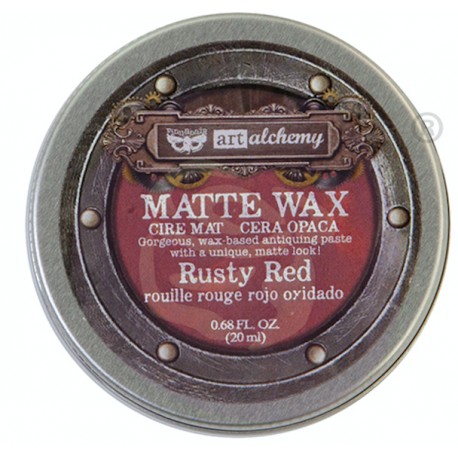 Finnabair art alchemy
MATTE WAX
CIRE MAT CERA OPACA
Gorgeous, wax-based antiquing paste
with a unique, matte look!
Rusty Red
rouille rouge rojo oxidado
0.68 FL. OZ.
(20 ml)
®